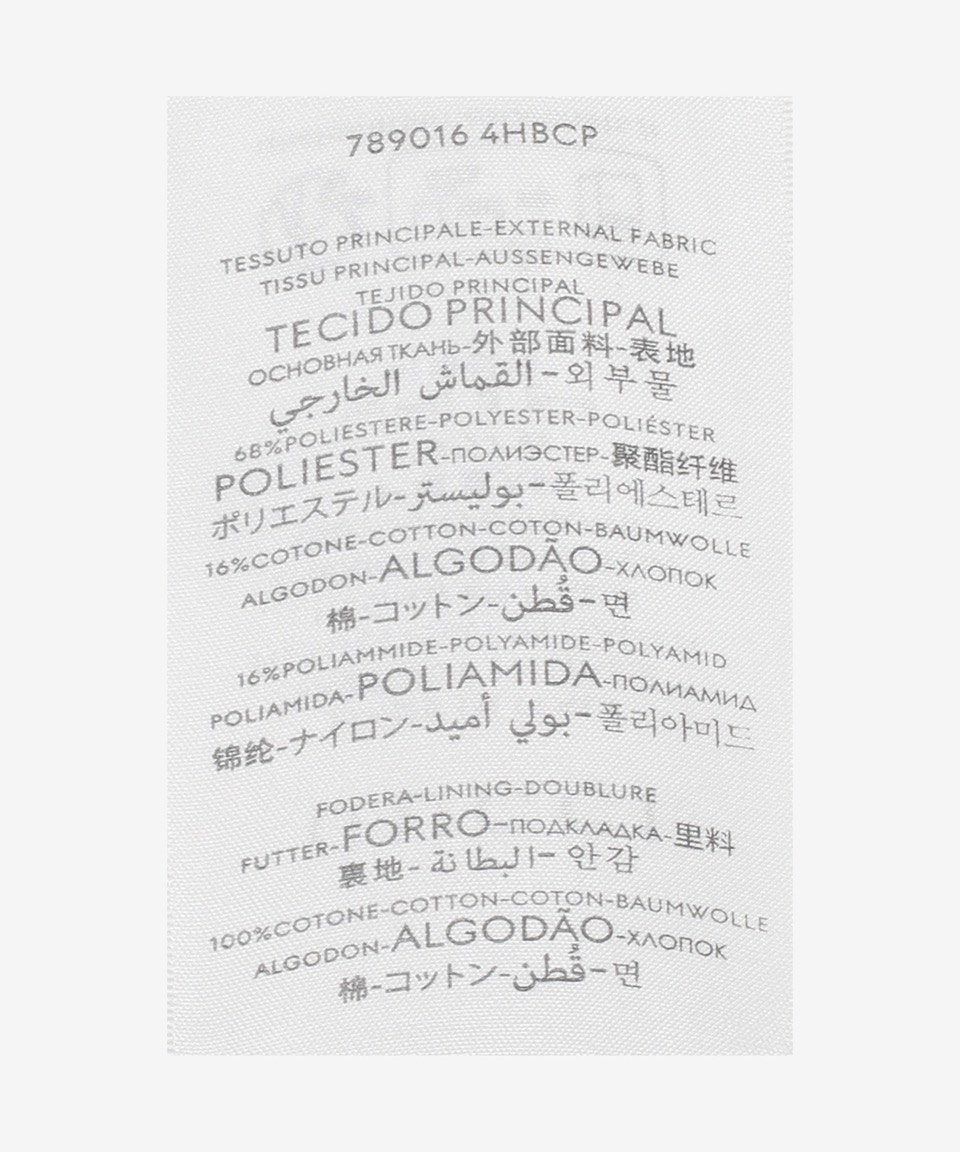 789016 4HBCP
TESSUTO PRINCIPALE-EXTERNAL FABRIC
TISSU PRINCIPAL-AUSSENGEWEBE
TEJIDO PRINCIPAL
TECIDO PRINCIPAL
ОСНОВНАЯ ТКАНЬ-外部面料-表地
القماش الخارجي-외부물
68%POLIESTERE-POLYESTER-POLIÉSTER
POLIESTER-ПОЛИЭСТЕР-聚酯纤维
ポリエステル-بوليستر-폴리에스테르
16%COTONE-COTTON-COTON-BAUMWOLLE
ALGODON-ALGODÃO-ХЛОПОК
棉-コットン-قُطن-면
16%POLIAMMIDE-POLYAMIDE-POLYAMID
POLIAMIDA-POLIAMIDA-ПОЛИАМИД
锦纶-ナイロン-بولي أميد-폴리아미드
FODERA-LINING-DOUBLURE
FUTTER-FORRO-ПОДКЛАДКА-里料
裏地-البطانة-안감
100%COTONE-COTTON-COTON-BAUMWOLLE
ALGODON-ALGODÃO-ХЛОПОК
棉-コットン-قُطن-면